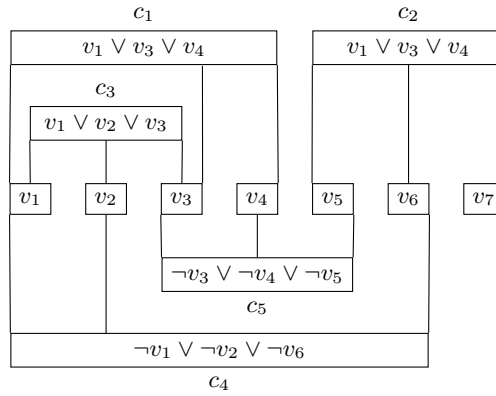 c₁ c₂
v₁ ∨ v₃ ∨ v₄ v₁ ∨ v₃ ∨ v₄
c₃
v₁ ∨ v₂ ∨ v₃
v₁ v₂ v₃ v₄ v₅ v₆ v₇
¬v₃ ∨ ¬v₄ ∨ ¬v₅
c₅
¬v₁ ∨ ¬v₂ ∨ ¬v₆
c₄